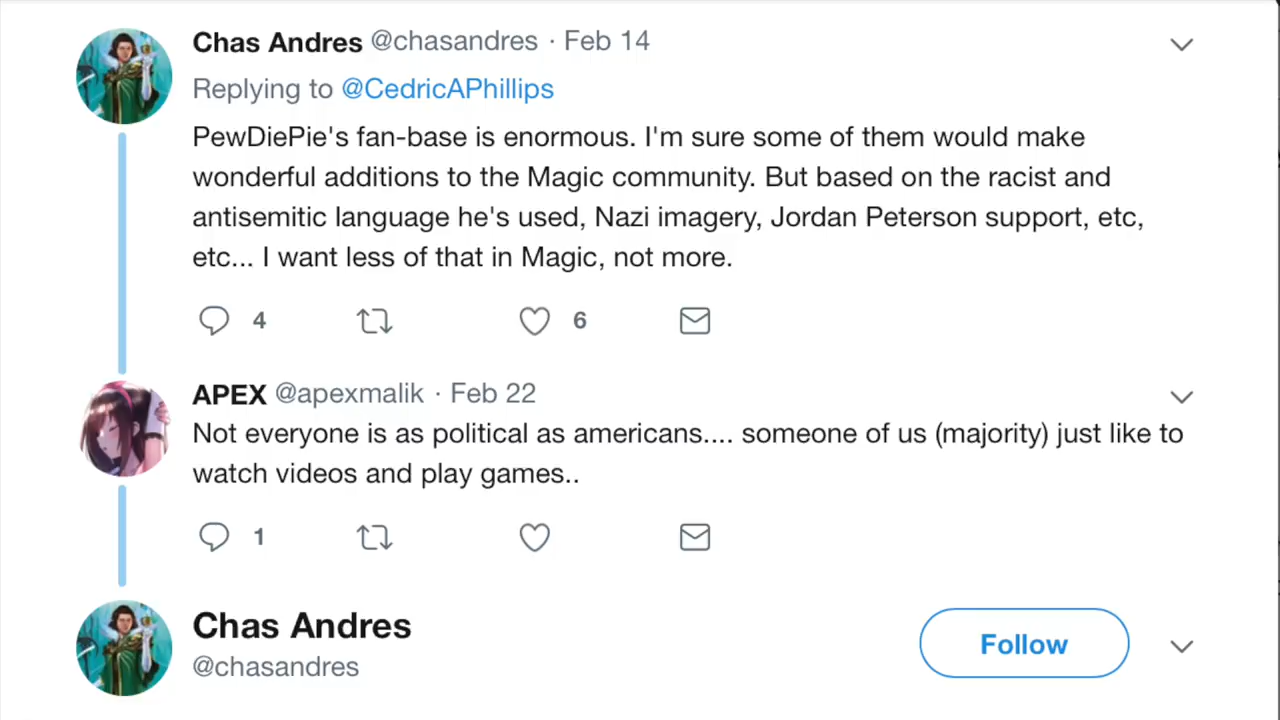 Chas Andres @chasandres · Feb 14
Replying to @CedricAPhillips
PewDiePie's fan-base is enormous. I'm sure some of them would make
wonderful additions to the Magic community. But based on the racist and
antisemitic language he's used, Nazi imagery, Jordan Peterson support, etc,
etc... I want less of that in Magic, not more.
4 6
APEX @apexmalik · Feb 22
Not everyone is as political as americans.... someone of us (majority) just like to
watch videos and play games..
1
Chas Andres
@chasandres
Follow